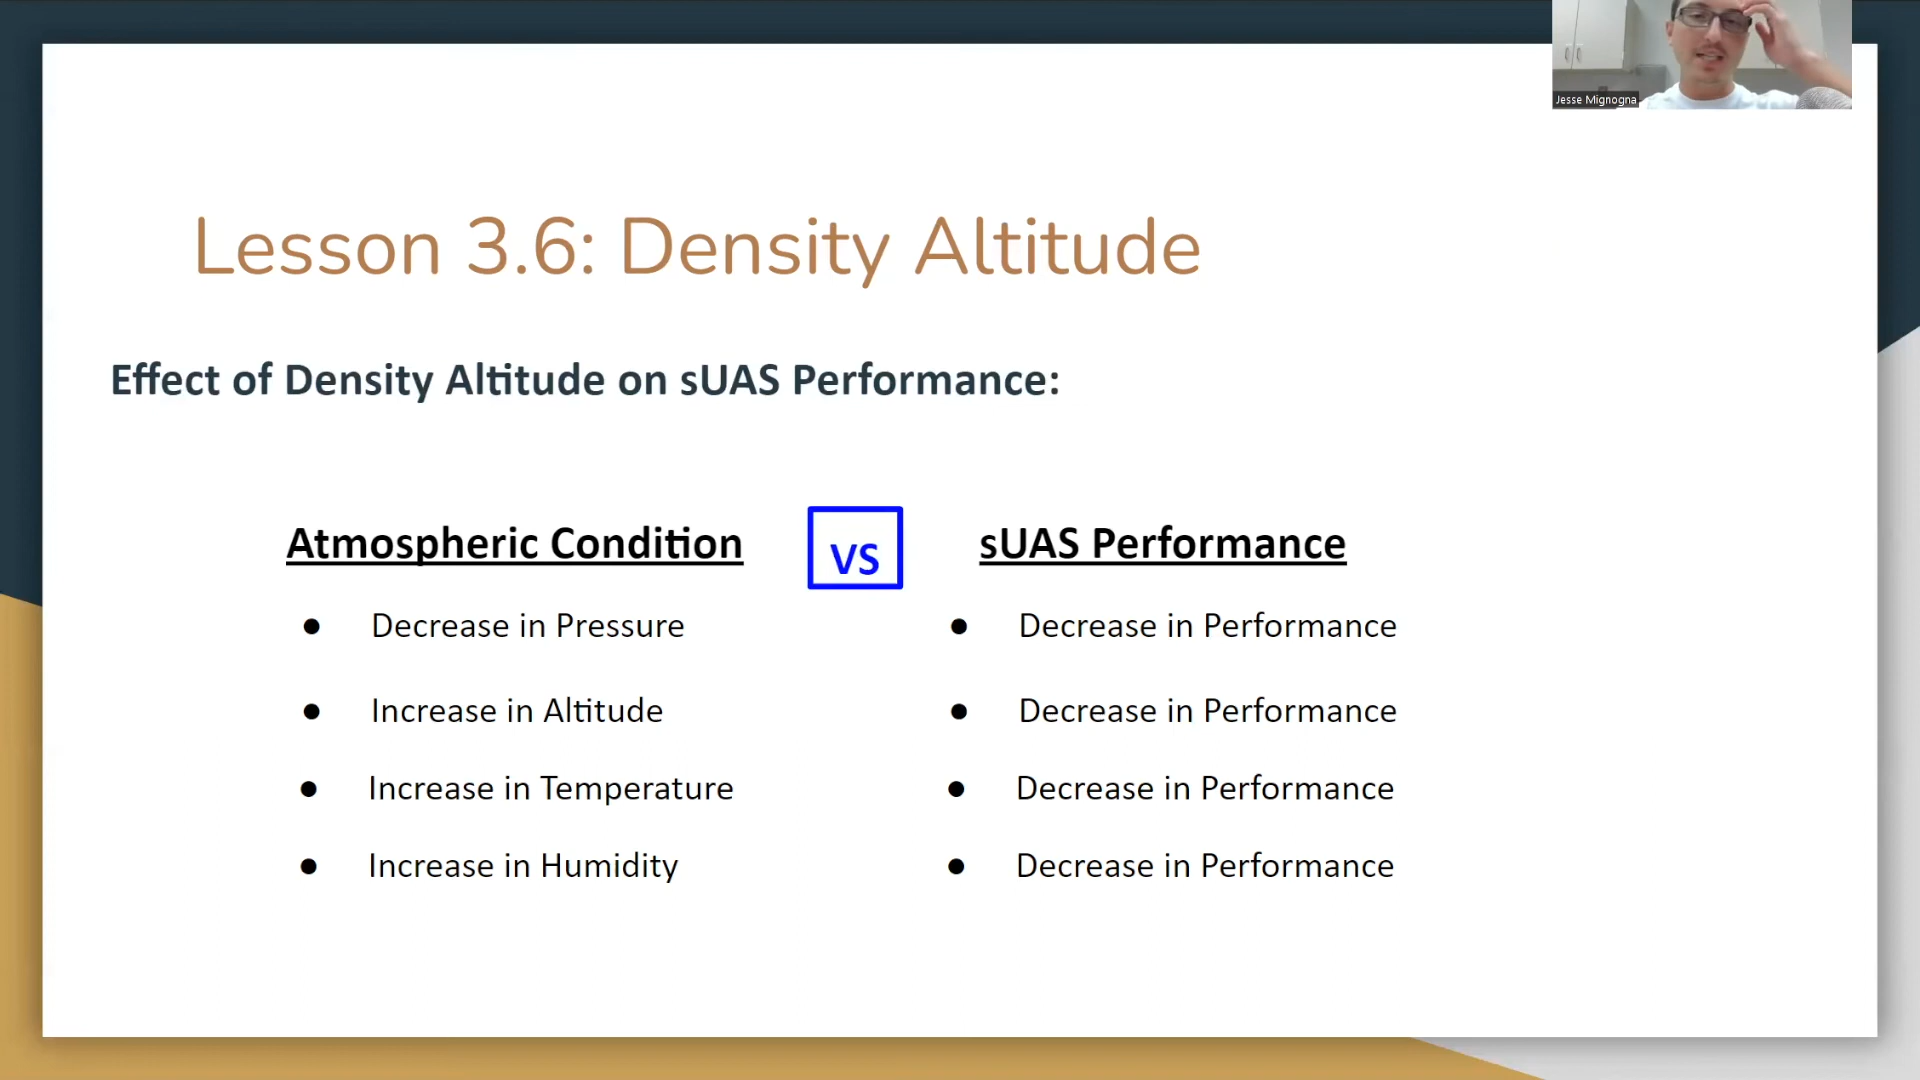 Jesse Mignogna
Lesson 3.6: Density Altitude
Effect of Density Altitude on sUAS Performance:
Atmospheric Condition VS sUAS Performance
● Decrease in Pressure ● Decrease in Performance
● Increase in Altitude ● Decrease in Performance
● Increase in Temperature ● Decrease in Performance
● Increase in Humidity ● Decrease in Performance